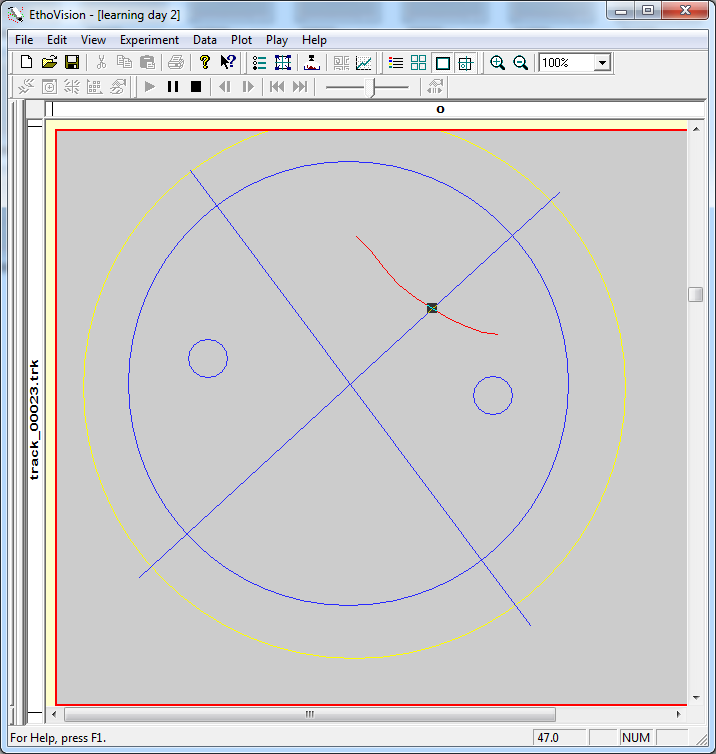 EthoVision - [learning day 2]
File Edit View Experiment Data Plot Play Help
100%
o
track_00023.trk
For Help, press F1.
47.0
NUM